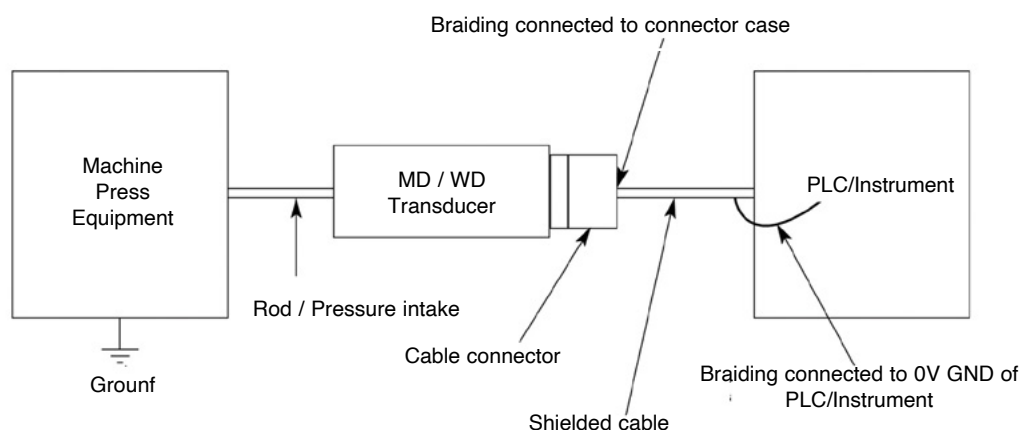 Braiding connected to connector case
Machine
Press
Equipment
MD / WD
Transducer
PLC/Instrument
Rod / Pressure intake
Cable connector
Grounf
Braiding connected to 0V GND of
PLC/Instrument
Shielded cable